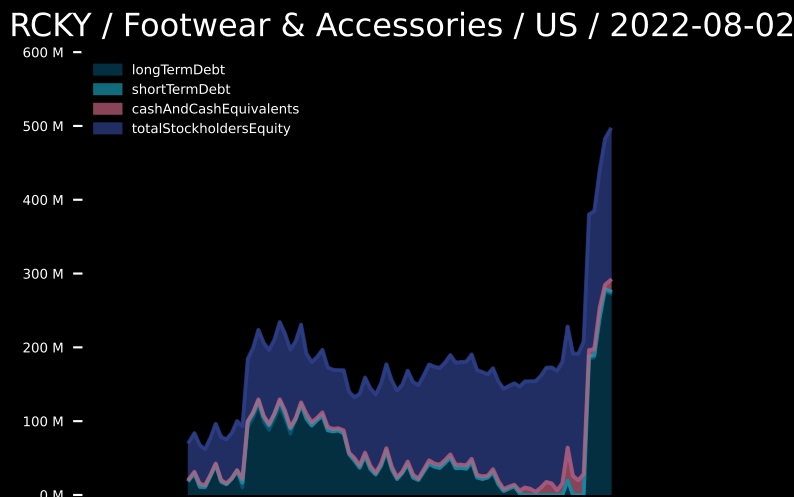 RCKY / Footwear & Accessories / US / 2022-08-02
600 M
longTermDebt
shortTermDebt
cashAndCashEquivalents
totalStockholdersEquity
500 M
400 M
300 M
200 M
100 M
0 M